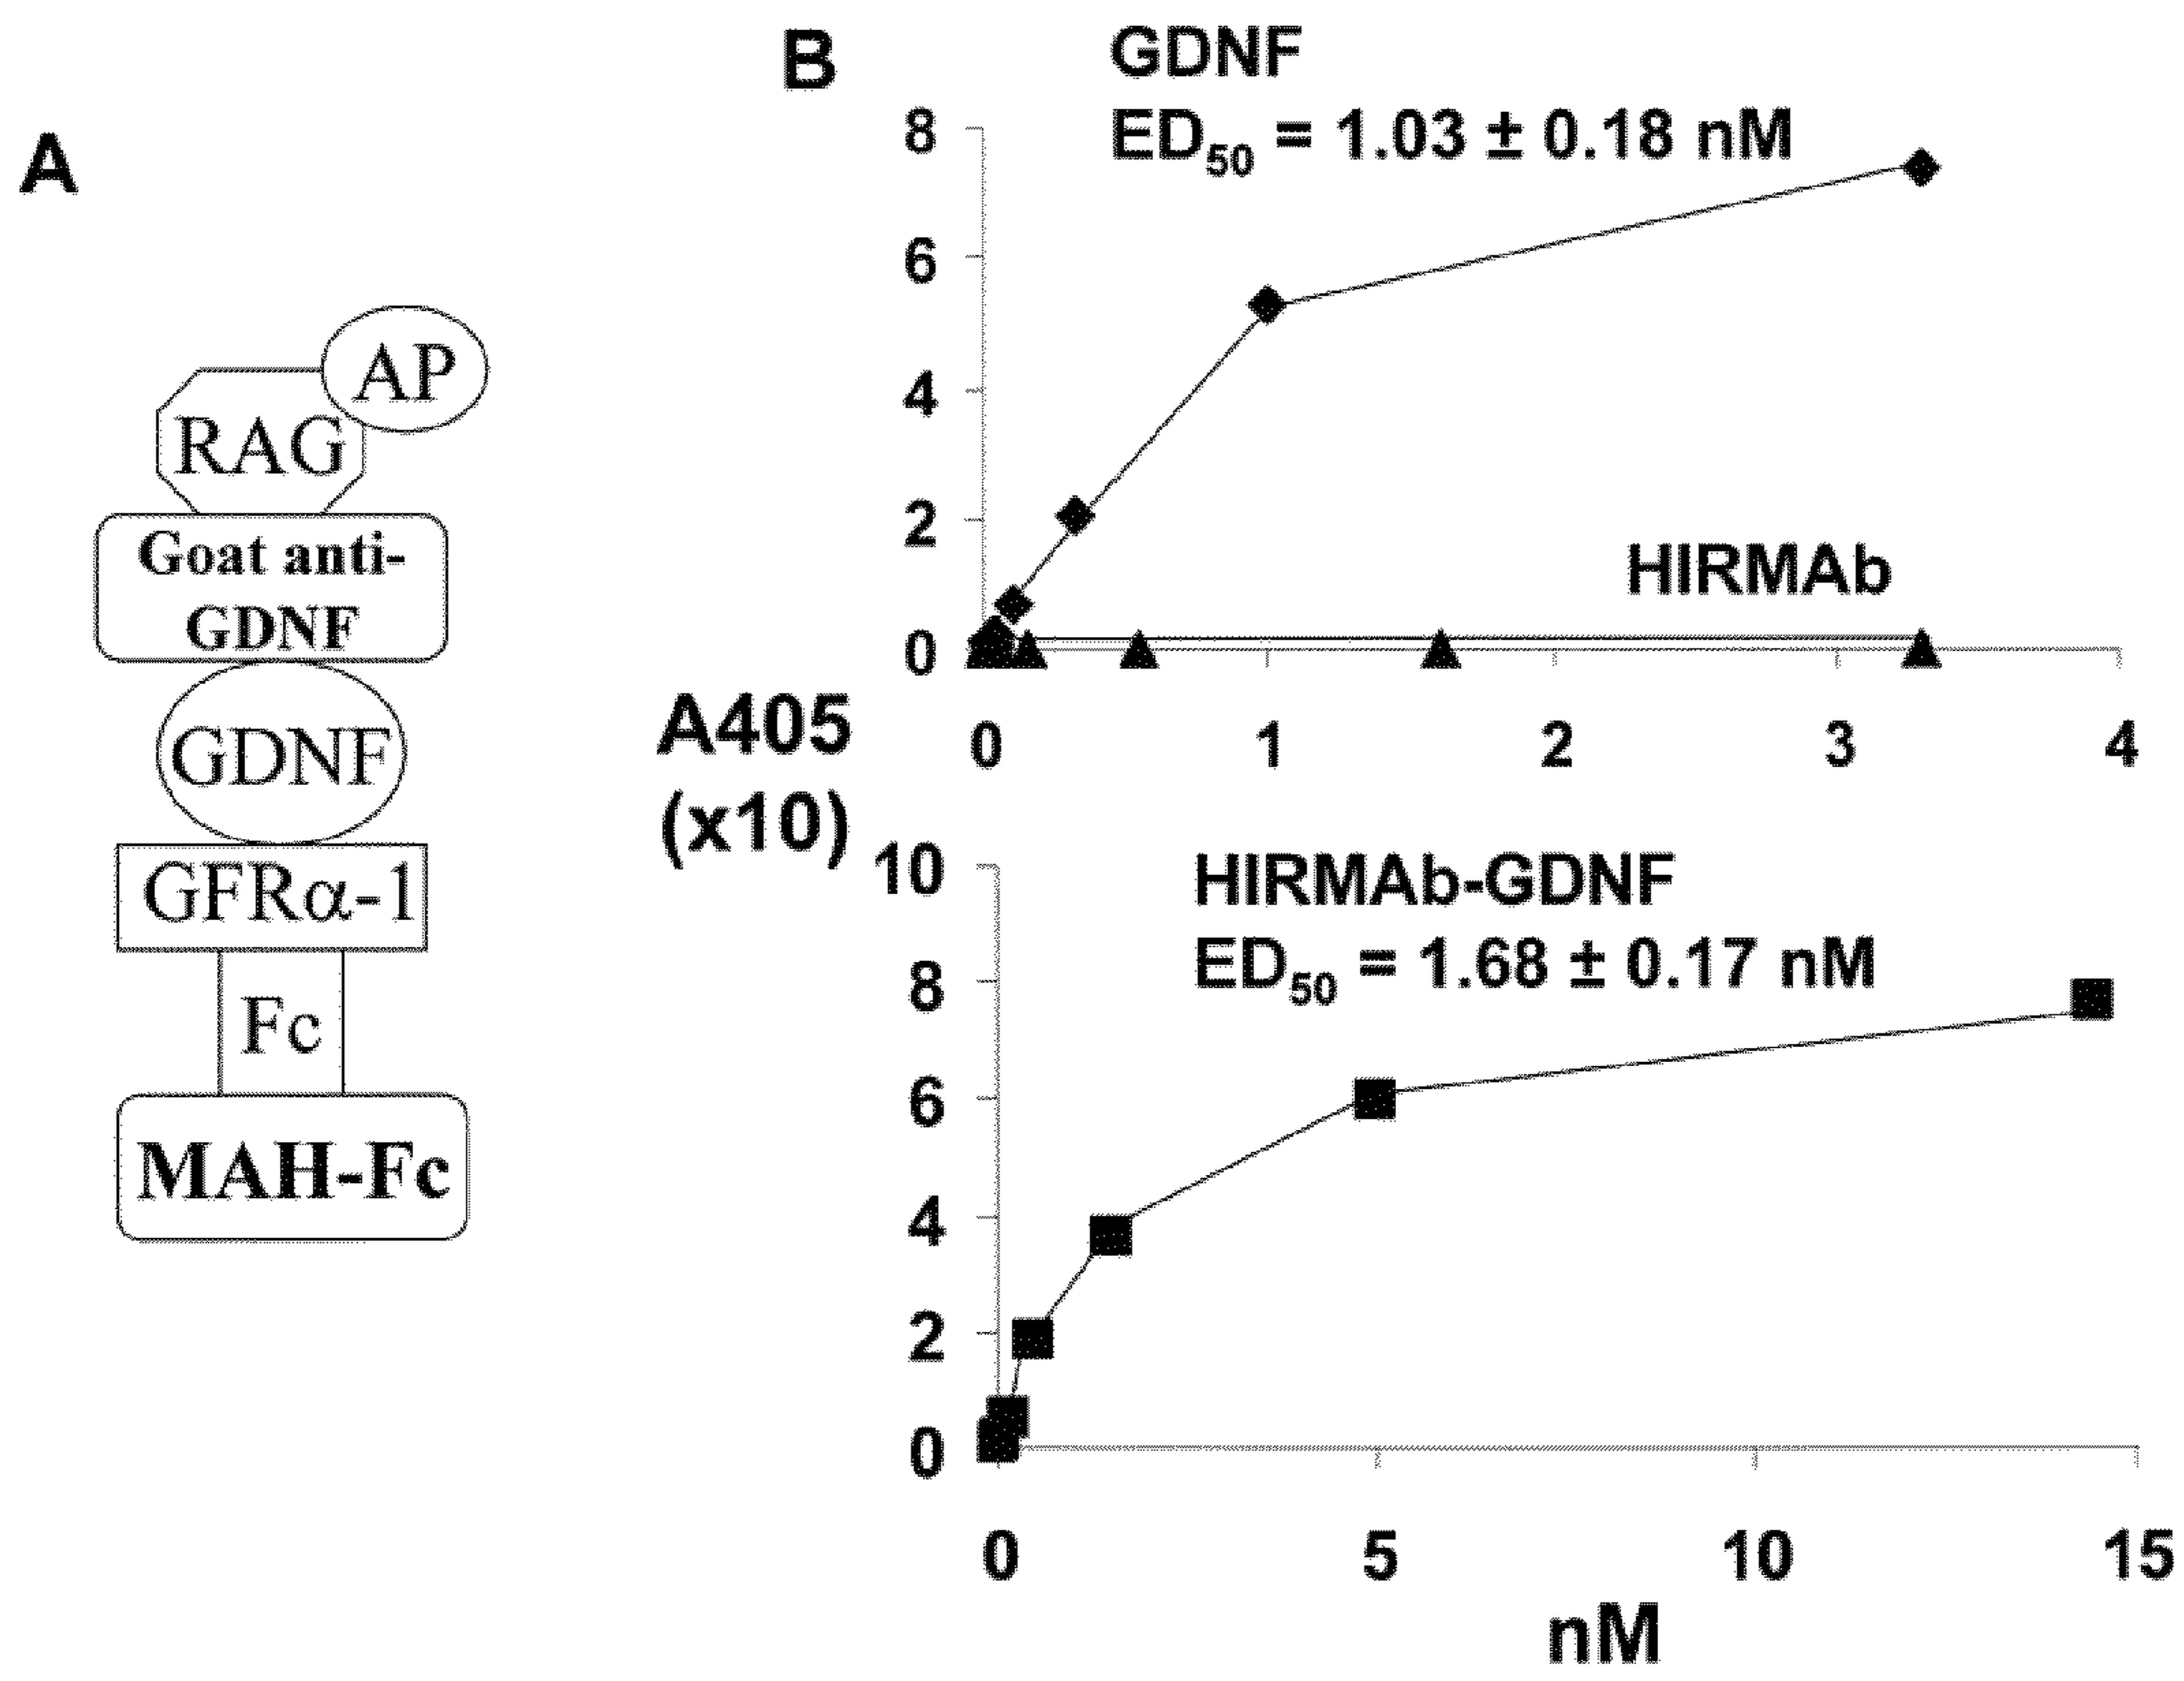 A
AP
RAG
Goat anti-
GDNF
GDNF
GFRα-1
Fc
MAH-Fc
B
GDNF
ED50 = 1.03 ± 0.18 nM
8
6
4
2
0
HIRMAb
0 1 2 3 4
A405
(x10)
HIRMAb-GDNF
ED50 = 1.68 ± 0.17 nM
10
8
6
4
2
0
0 5 10 15
nM